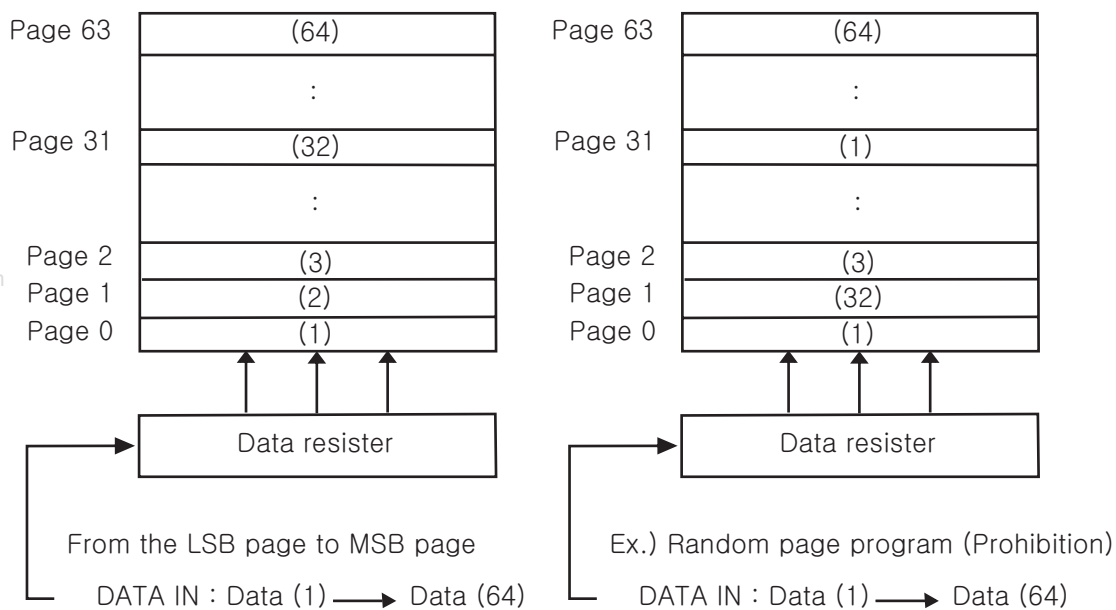 Page 63 (64)
:
Page 31 (32)
:
Page 2 (3)
Page 1 (2)
Page 0 (1)
Data resister
From the LSB page to MSB page
DATA IN : Data (1) Data (64)
Page 63 (64)
:
Page 31 (1)
:
Page 2 (3)
Page 1 (32)
Page 0 (1)
Data resister
Ex.) Random page program (Prohibition)
DATA IN : Data (1) Data (64)